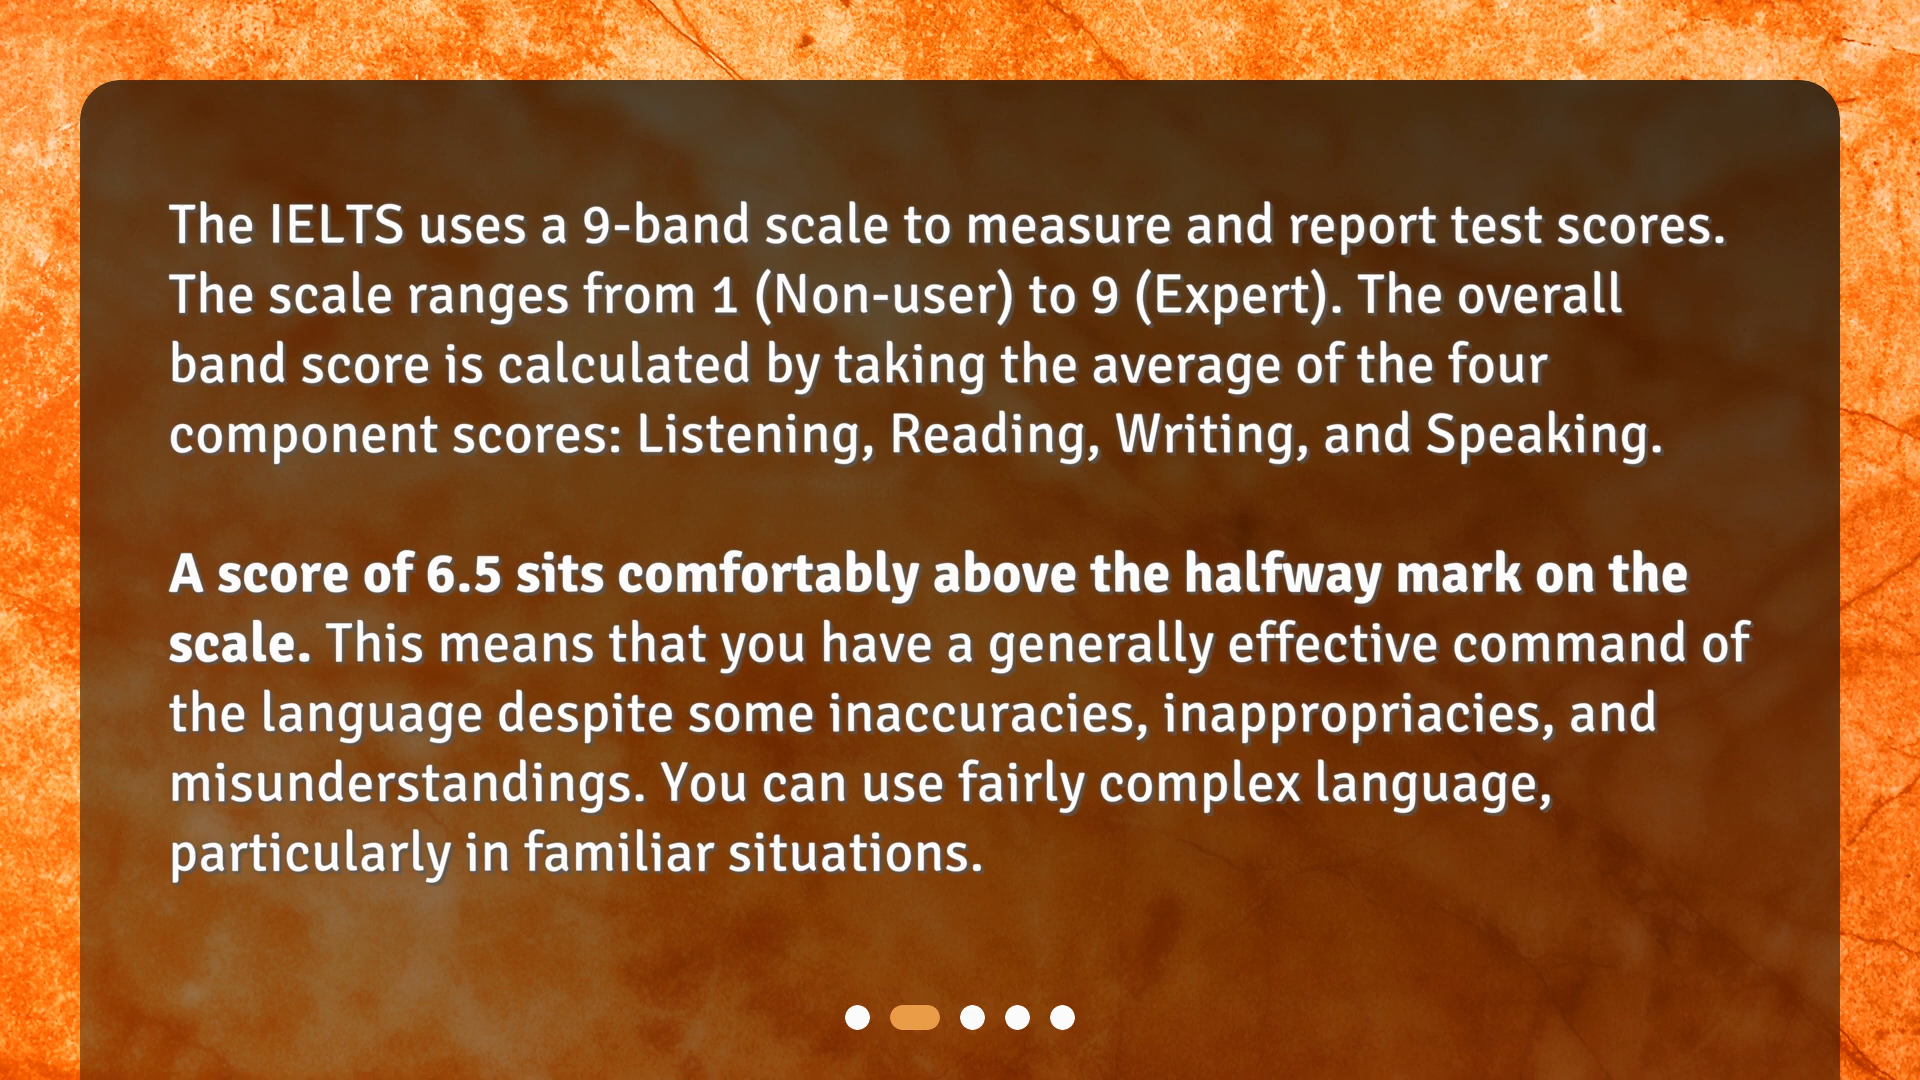 The IELTS uses a 9-band scale to measure and report test scores.
The scale ranges from 1 (Non-user) to 9 (Expert). The overall
band score is calculated by taking the average of the four
component scores: Listening, Reading, Writing, and Speaking.
A score of 6.5 sits comfortably above the halfway mark on the
scale. This means that you have a generally effective command of
the language despite some inaccuracies, inappropriacies, and
misunderstandings. You can use fairly complex language,
particularly in familiar situations.